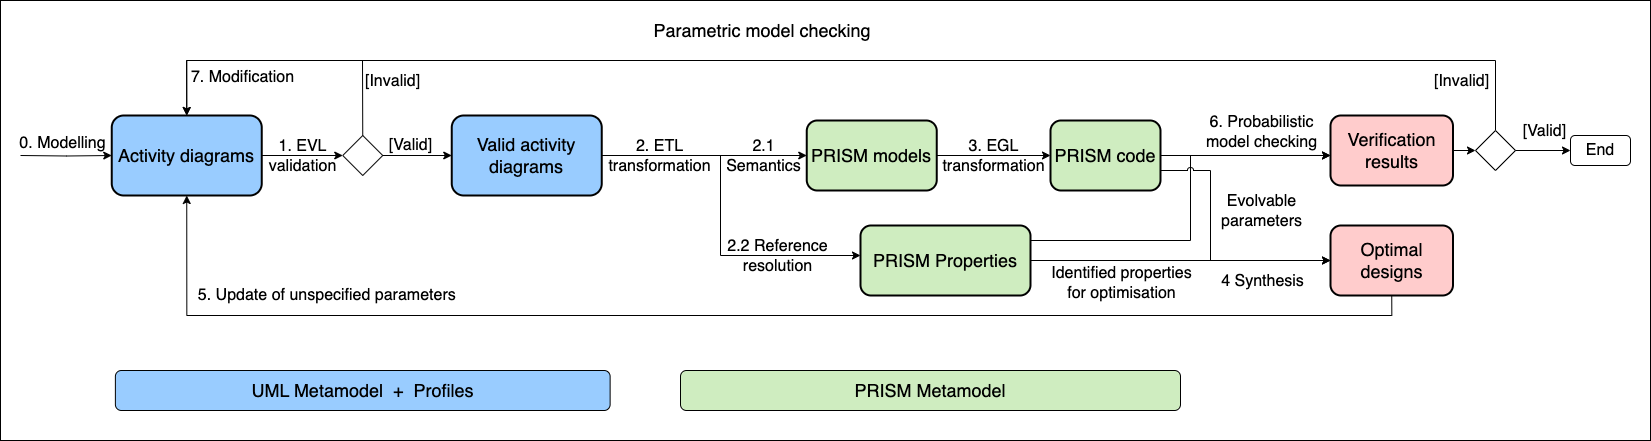 Parametric model checking
7. Modification
[Invalid]
[Invalid]
0. Modelling
Activity diagrams
1. EVL
validation
[Valid]
Valid activity
diagrams
2. ETL
transformation
2.1
Semantics
PRISM models
3. EGL
transformation
PRISM code
6. Probabilistic
model checking
Verification
results
[Valid]
End
Evolvable
parameters
2.2 Reference
resolution
PRISM Properties
Identified properties
for optimisation
4 Synthesis
Optimal
designs
5. Update of unspecified parameters
UML Metamodel + Profiles
PRISM Metamodel